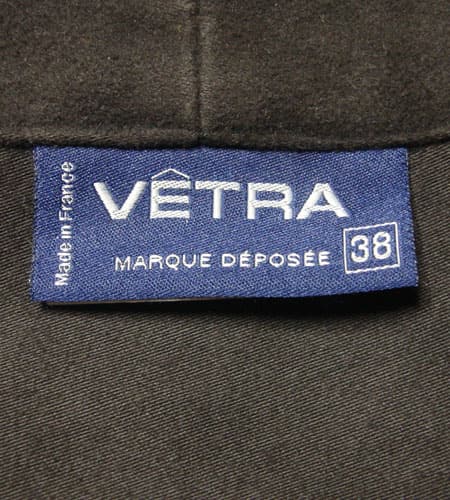 Made in France
VÊTRA
MARQUE DÉPOSÉE 38